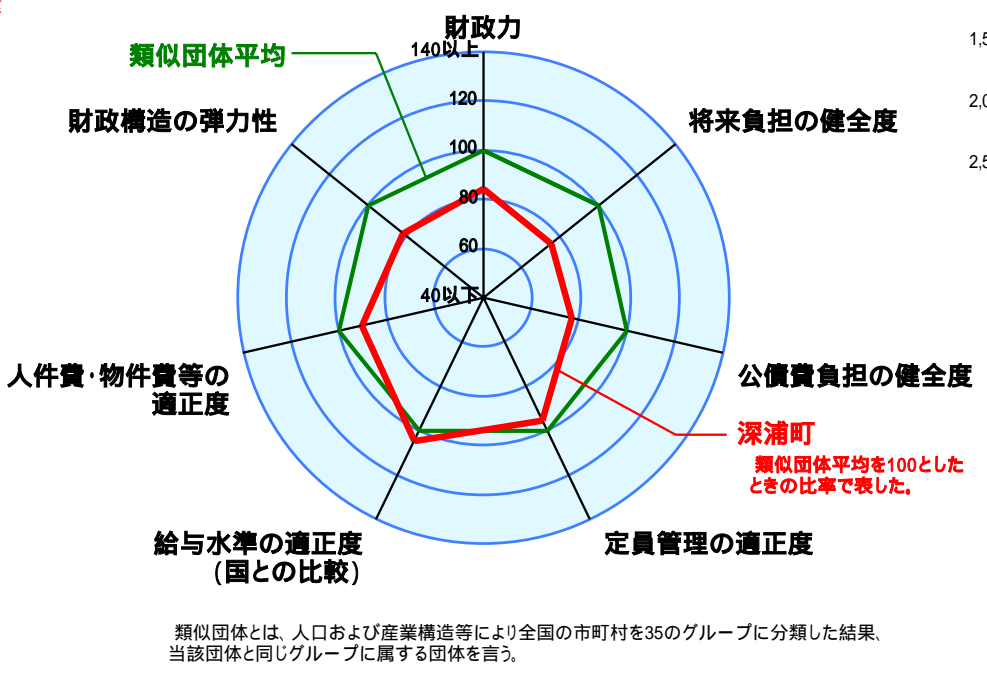 財政力
140以上
類似団体平均
1,5
120
2,0
財政構造の弾力性
将来負担の健全度
100
2,5
80
60
40以下
人件費･物件費等の
適正度
公債費負担の健全度
深浦町
類似団体平均を100とした
ときの比率で表した。
給与水準の適正度
(国との比較)
定員管理の適正度
類似団体とは、人口および産業構造等により全国の市町村を35のグループに分類した結果、
当該団体と同じグループに属する団体を言う。